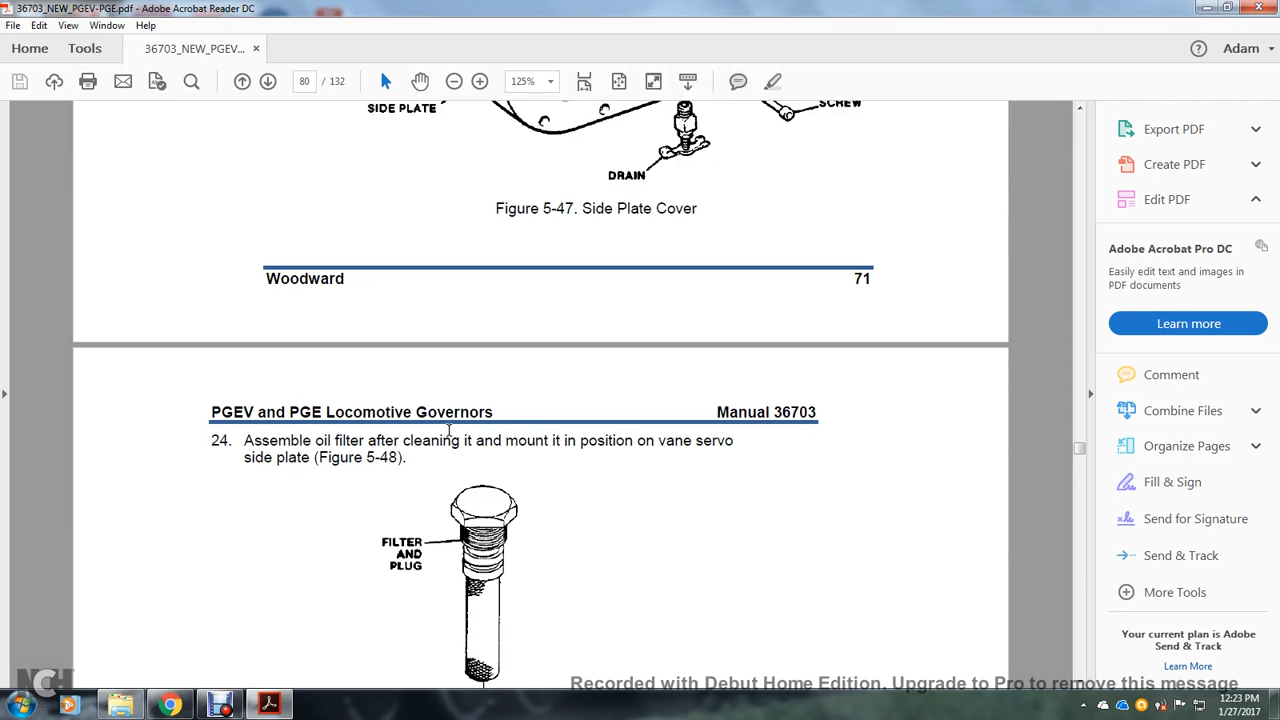 36703_NEW_PGEV-PGE.pdf - Adobe Acrobat Reader DC
File Edit View Window Help
Home Tools 36703_NEW_PGEV... × Adam
80 / 132 125%
SIDE PLATE
SCREW
DRAIN
Figure 5-47. Side Plate Cover
Woodward 71
PGEV and PGE Locomotive Governors Manual 36703
24. Assemble oil filter after cleaning it and mount it in position on vane servo
side plate (Figure 5-48).
FILTER
AND
PLUG
Export PDF
Create PDF
Edit PDF
Adobe Acrobat Pro DC
Easily edit text and images in
PDF documents
Learn more
Comment
Combine Files
Organize Pages
Fill & Sign
Send for Signature
Send & Track
More Tools
Your current plan is Adobe
Send & Track
Learn More
NCH
Recorded with Debut Home Edition. Upgrade to Pro to remove this message
12:23 PM
1/27/2017